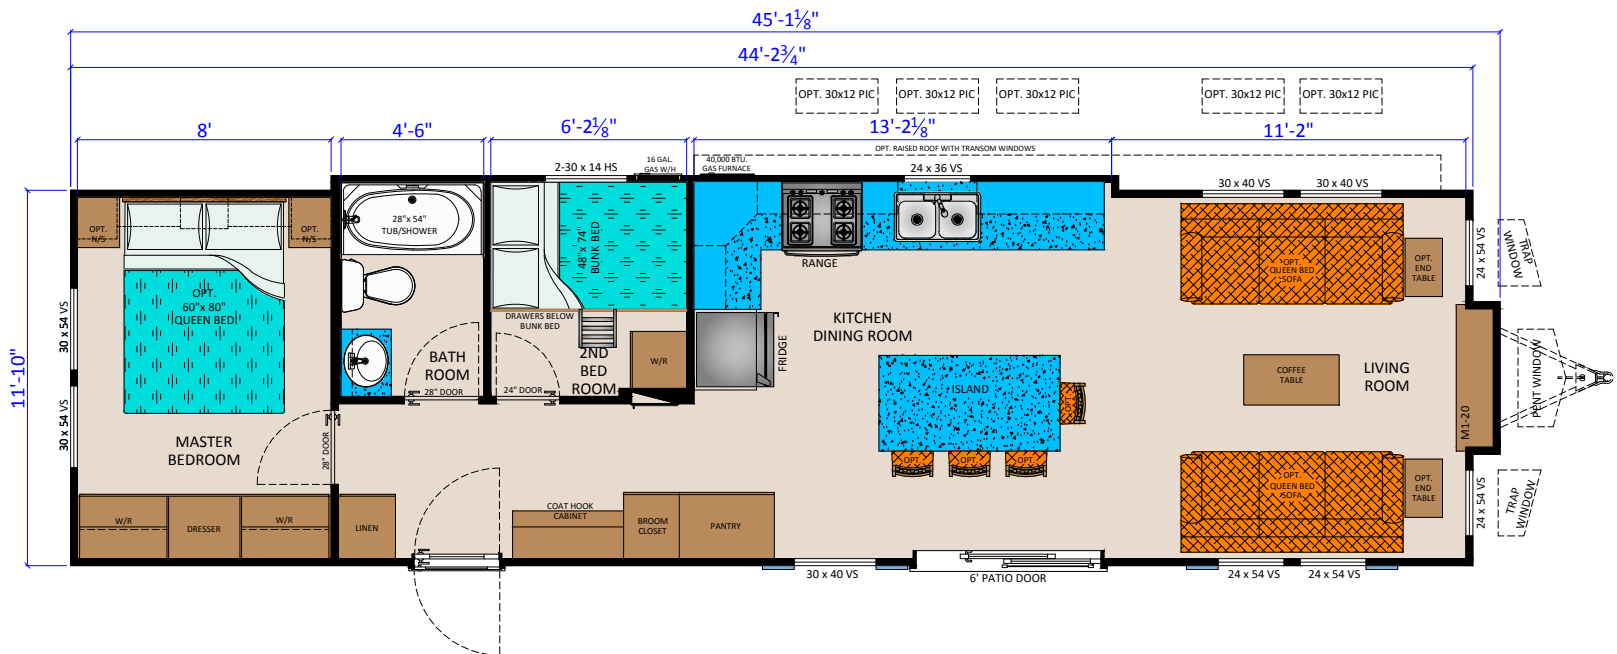 45'-1⅛"
44'-2¾"
OPT. 30x12 PIC
OPT. 30x12 PIC
OPT. 30x12 PIC
OPT. 30x12 PIC
OPT. 30x12 PIC
8'
4'-6"
6'-2⅛"
13'-2⅛"
11'-2"
OPT. RAISED ROOF WITH TRANSOM WINDOWS
2-30 x 14 HS
16 GAL.
GAS W/H
40,000 BTU.
GAS FURNACE
24 x 36 VS
30 x 40 VS
30 x 40 VS
11'-10"
30 x 54 VS
30 x 54 VS
OPT.
N/S
OPT.
N/S
OPT.
60"x 80"
QUEEN BED
MASTER
BEDROOM
28" DOOR
W/R
DRESSER
W/R
28"x 54"
TUB/SHOWER
BATH
ROOM
28" DOOR
LINEN
48"x 74"
BUNK BED
DRAWERS BELOW
BUNK BED
2ND
BED
ROOM
24" DOOR
W/R
COAT HOOK
CABINET
BROOM
CLOSET
PANTRY
RANGE
FRIDGE
KITCHEN
DINING ROOM
ISLAND
OPT.
OPT.
OPT.
OPT.
30 x 40 VS
6' PATIO DOOR
OPT.
QUEEN BED
SOFA
OPT.
END
TABLE
COFFEE
TABLE
LIVING
ROOM
M1-20
OPT.
QUEEN BED
SOFA
OPT.
END
TABLE
24 x 54 VS
24 x 54 VS
24 x 54 VS
24 x 54 VS
TRAP
WINDOW
PENT WINDOW
TRAP
WINDOW